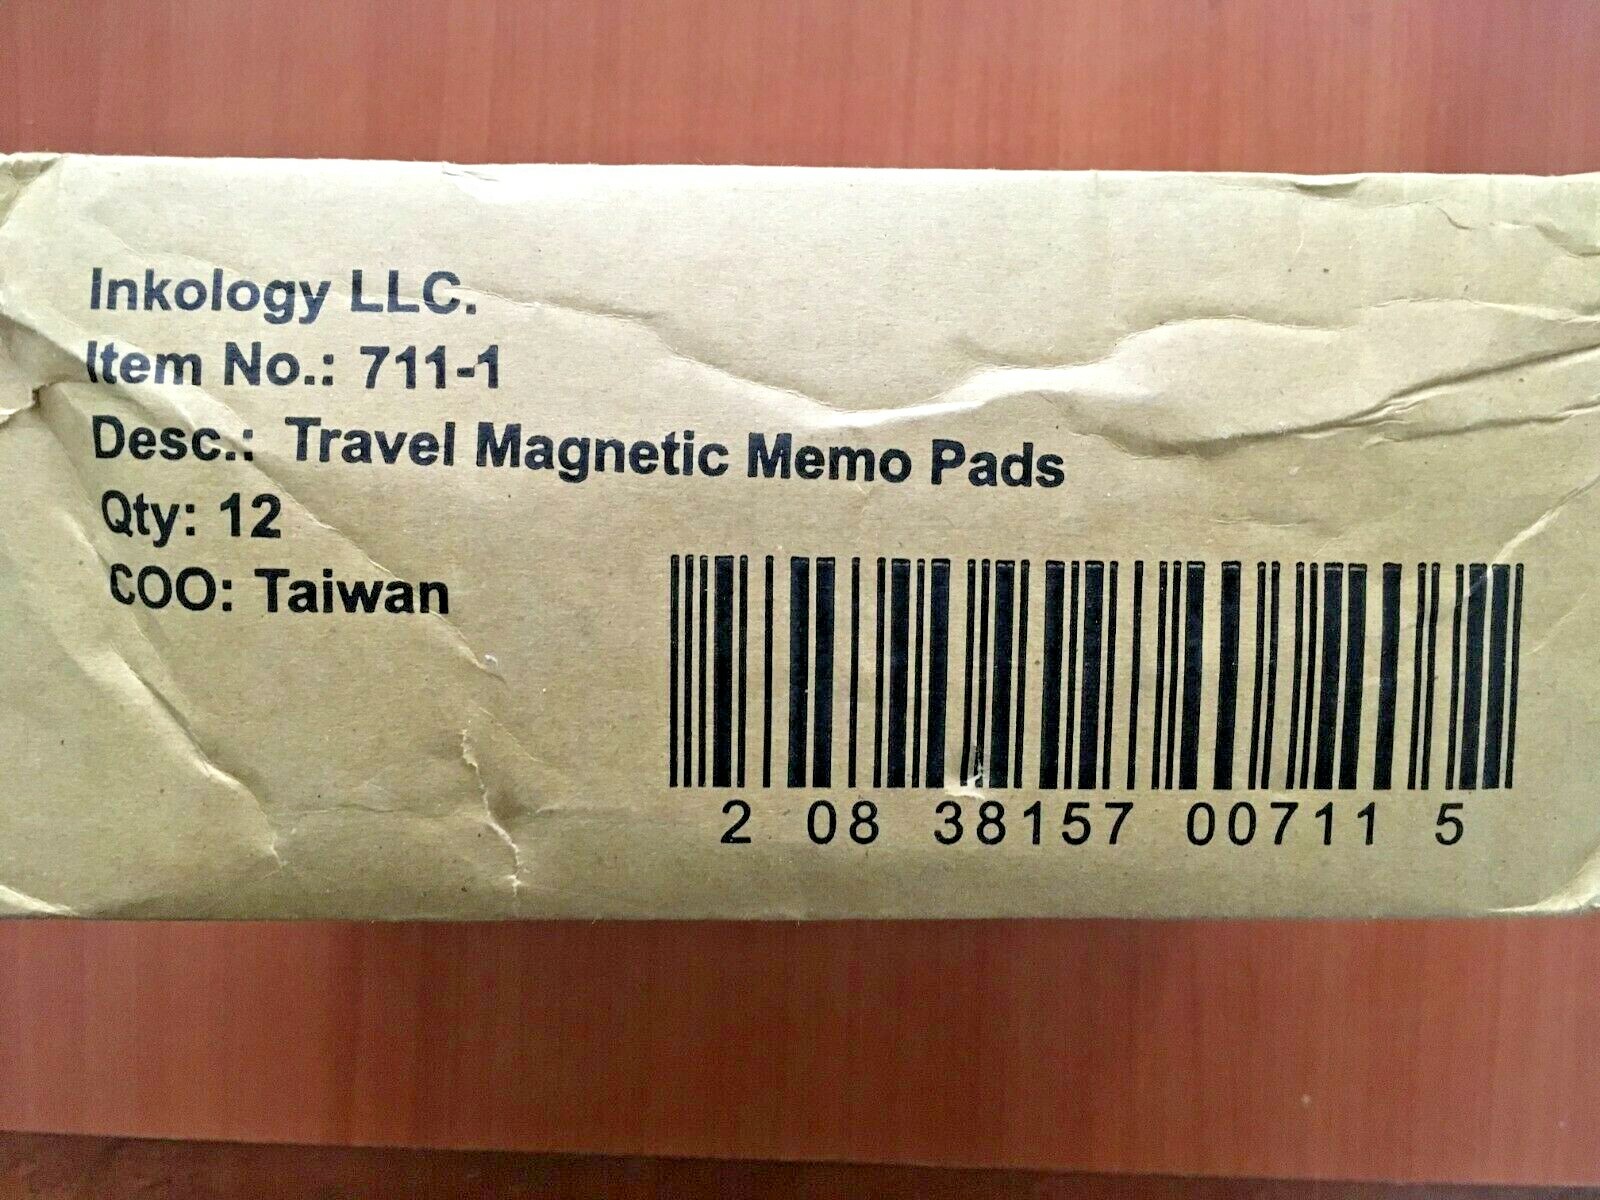 Inkology LLC.
Item No.: 711-1
Desc.: Travel Magnetic Memo Pads
Qty: 12
COO: Taiwan
2 08 38157 00711 5